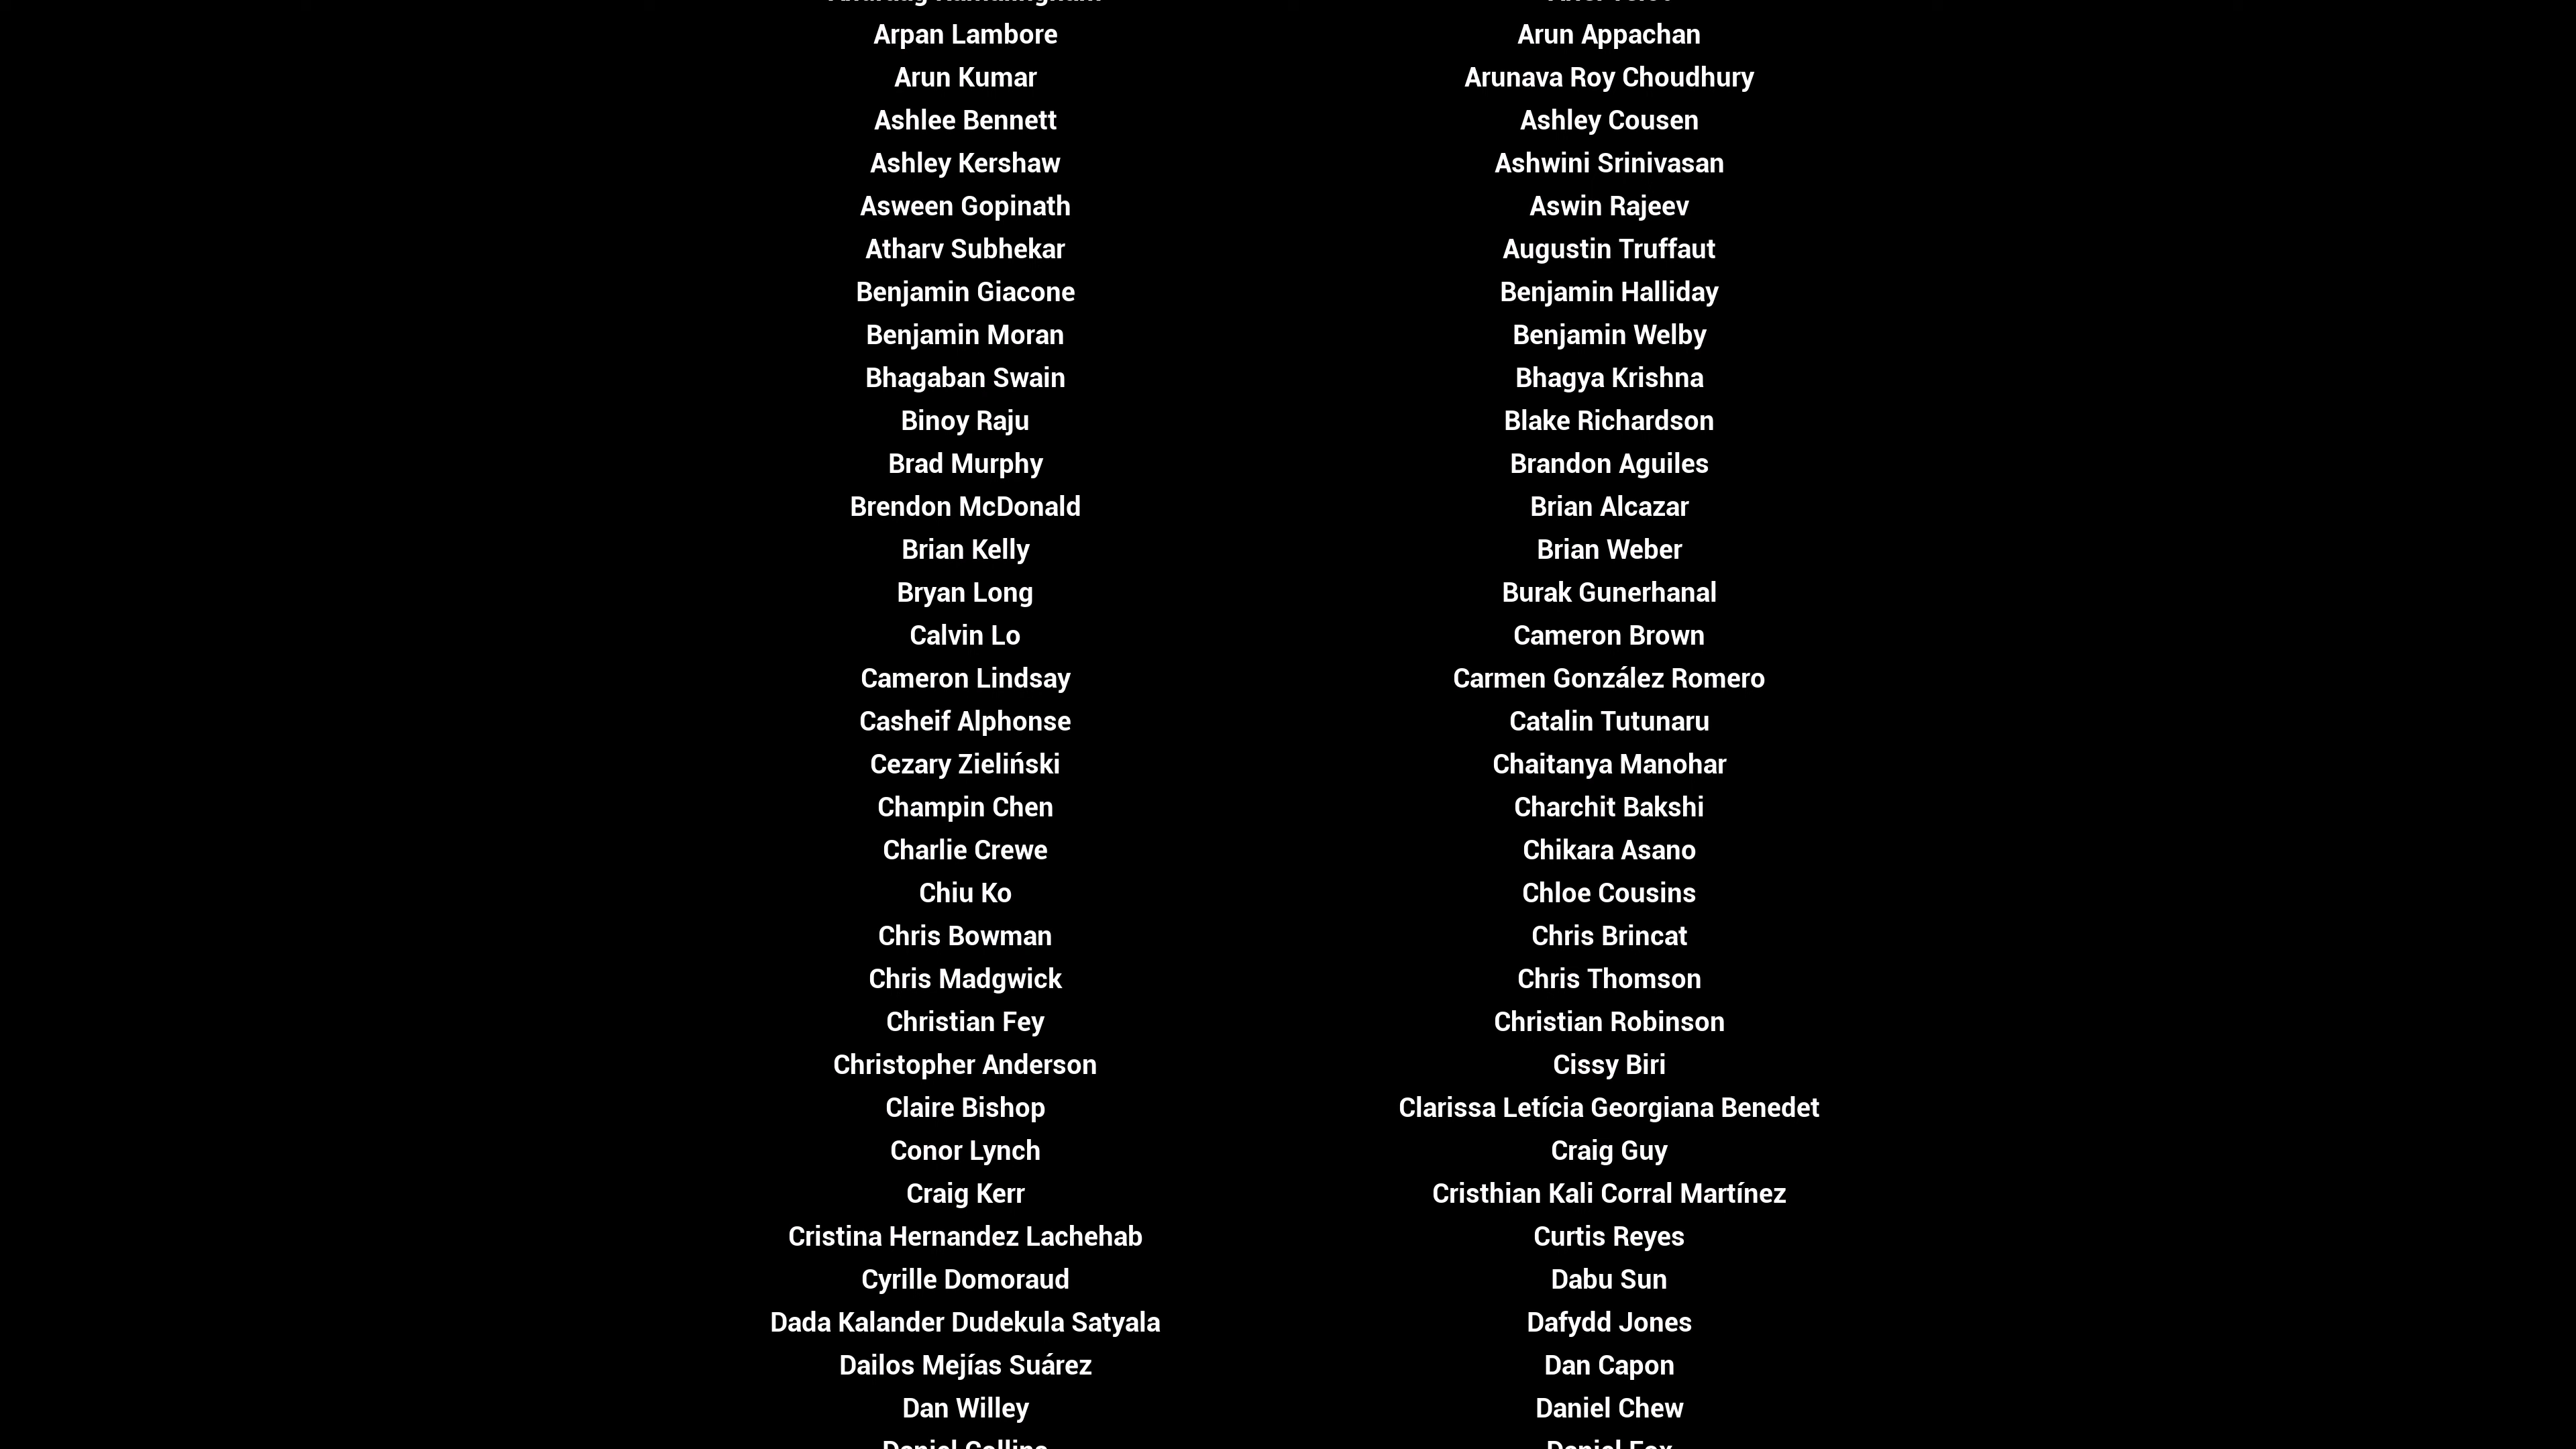 Arpan Lambore Arun Appachan
Arun Kumar Arunava Roy Choudhury
Ashlee Bennett Ashley Cousen
Ashley Kershaw Ashwini Srinivasan
Asween Gopinath Aswin Rajeev
Atharv Subhekar Augustin Truffaut
Benjamin Giacone Benjamin Halliday
Benjamin Moran Benjamin Welby
Bhagaban Swain Bhagya Krishna
Binoy Raju Blake Richardson
Brad Murphy Brandon Aguiles
Brendon McDonald Brian Alcazar
Brian Kelly Brian Weber
Bryan Long Burak Gunerhanal
Calvin Lo Cameron Brown
Cameron Lindsay Carmen González Romero
Casheif Alphonse Catalin Tutunaru
Cezary Zieliński Chaitanya Manohar
Champin Chen Charchit Bakshi
Charlie Crewe Chikara Asano
Chiu Ko Chloe Cousins
Chris Bowman Chris Brincat
Chris Madgwick Chris Thomson
Christian Fey Christian Robinson
Christopher Anderson Cissy Biri
Claire Bishop Clarissa Letícia Georgiana Benedet
Conor Lynch Craig Guy
Craig Kerr Cristhian Kali Corral Martínez
Cristina Hernandez Lachehab Curtis Reyes
Cyrille Domoraud Dabu Sun
Dada Kalander Dudekula Satyala Dafydd Jones
Dailos Mejías Suárez Dan Capon
Dan Willey Daniel Chew
Daniel Collins Daniel Fox